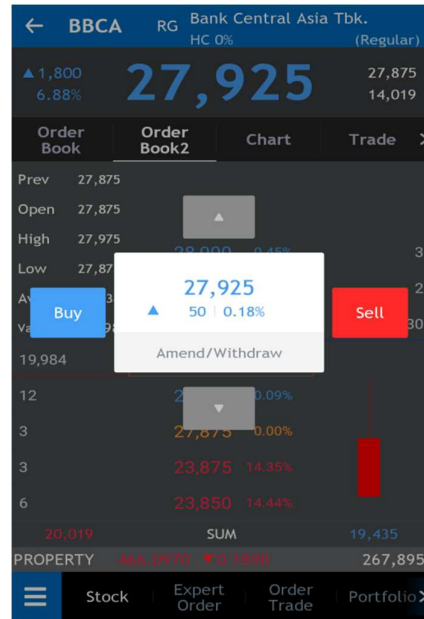 ← BBCA RG Bank Central Asia Tbk.
HC 0% (Regular)
▲ 1,800 27,925 27,875
6.88% 14,019
Order Book Order Book2 Chart Trade
Prev 27,875
Open 27,875
High 27,975
Low 27,87
27,925
▲ 50 0.18%
Buy Sell
Amend/Withdraw
19,984
12 0.09%
3 27,875 0.00%
3 23,875 14.35%
6 23,850 14.44%
20,019 SUM 19,435
PROPERTY 267,895
Stock Expert Order Order Trade Portfolio